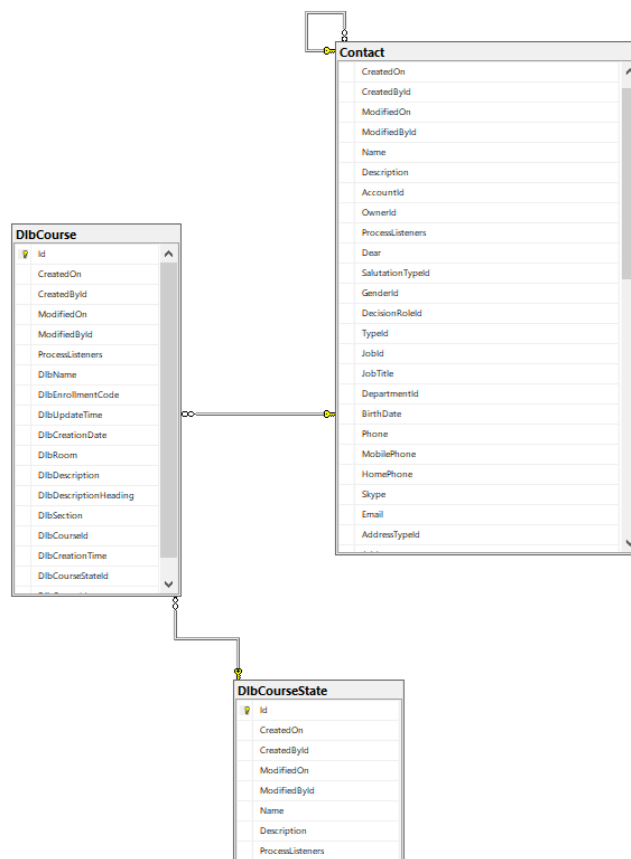 Contact
CreatedOn
CreatedById
ModifiedOn
ModifiedById
Name
Description
AccountId
OwnerId
ProcessListeners
Dear
SalutationTypeId
GenderId
DecisionRoleId
TypeId
JobId
JobTitle
DepartmentId
BirthDate
Phone
MobilePhone
HomePhone
Skype
Email
AddressTypeId
DlbCourse
Id
CreatedOn
CreatedById
ModifiedOn
ModifiedById
ProcessListeners
DlbName
DlbEnrollmentCode
DlbUpdateTime
DlbCreationDate
DlbRoom
DlbDescription
DlbDescriptionHeading
DlbSection
DlbCourseId
DlbCreationTime
DlbCourseStateId
DlbCourseState
Id
CreatedOn
CreatedById
ModifiedOn
ModifiedById
Name
Description
ProcessListeners